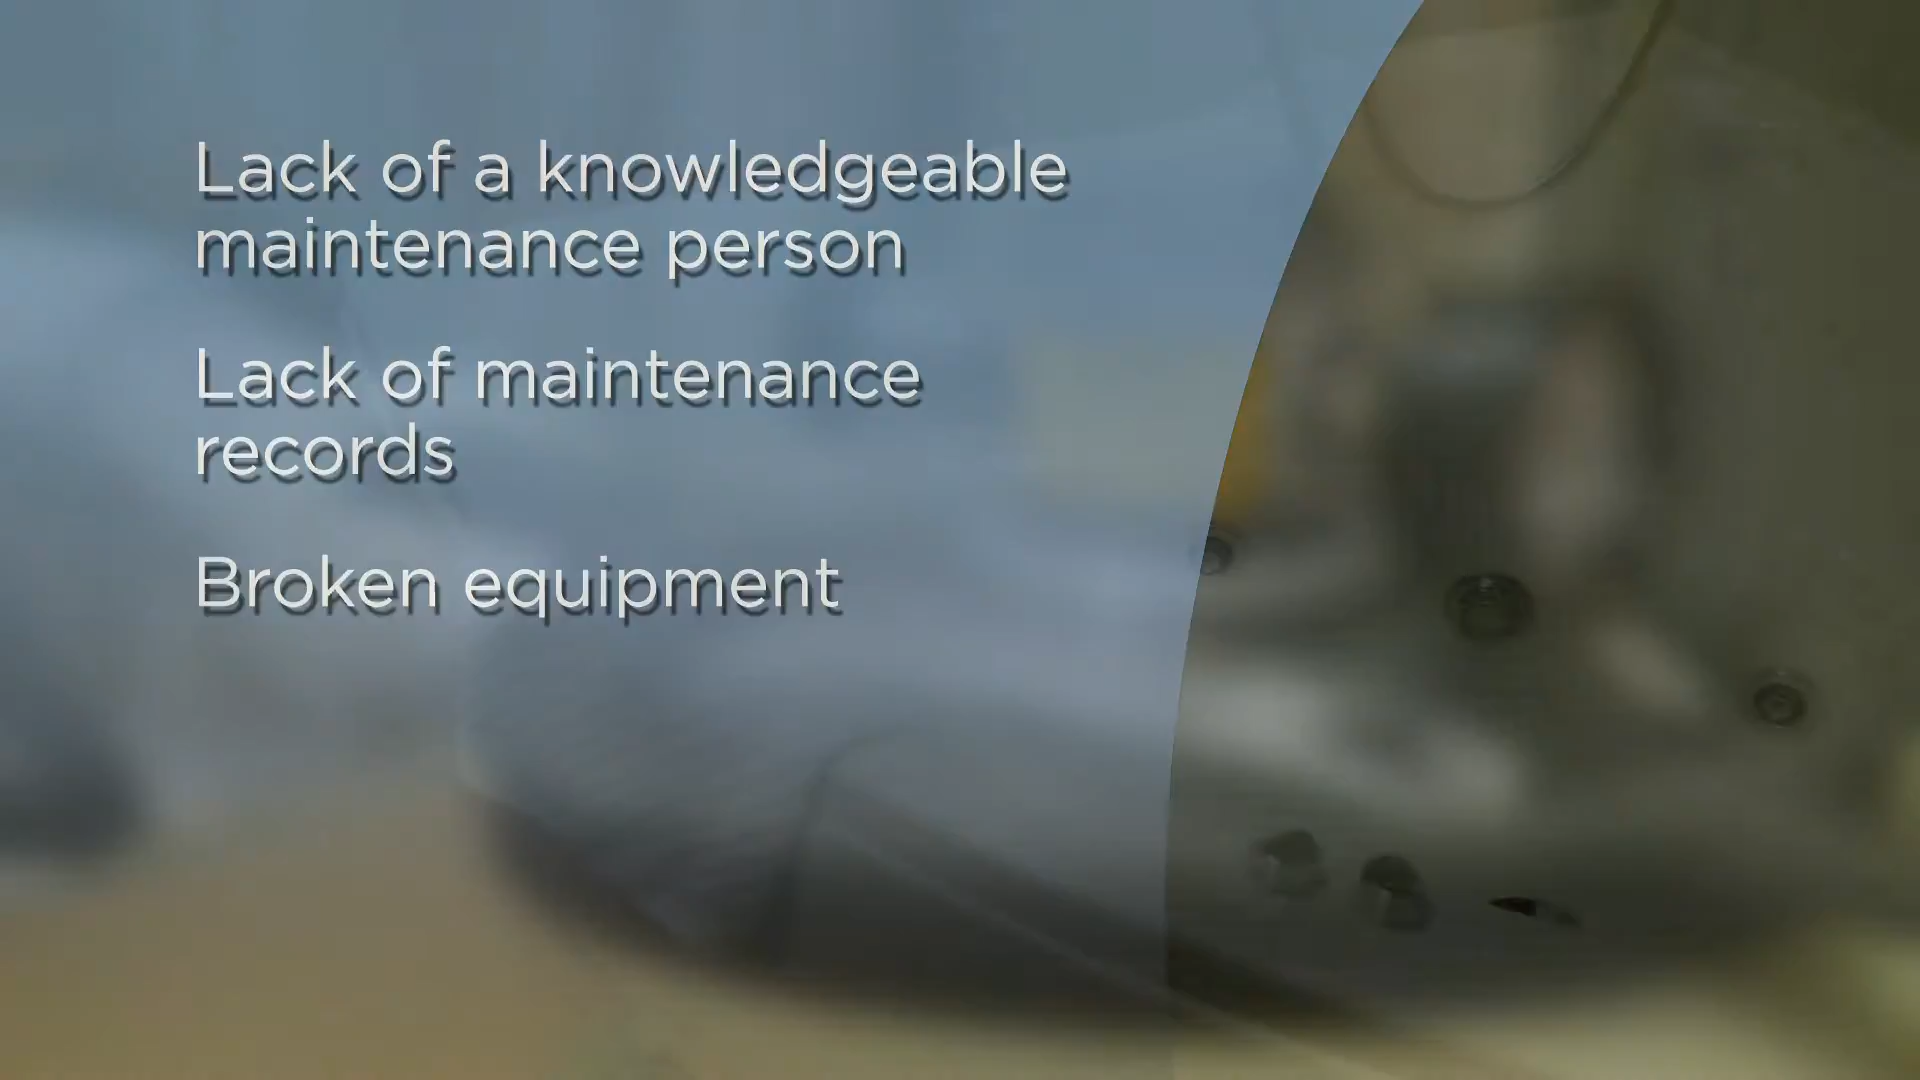 Lack of a knowledgeable
maintenance person
Lack of maintenance
records
Broken equipment